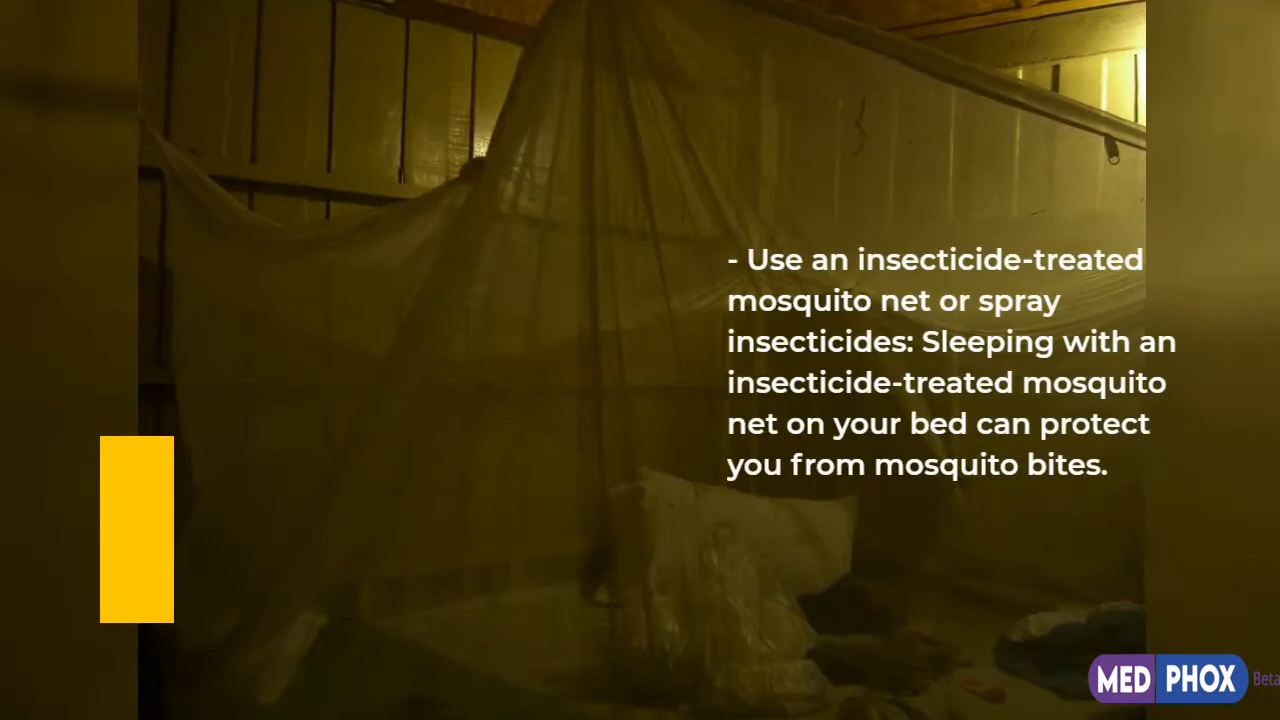 - Use an insecticide-treated
mosquito net or spray
insecticides: Sleeping with an
insecticide-treated mosquito
net on your bed can protect
you from mosquito bites.
MED PHOX Beta